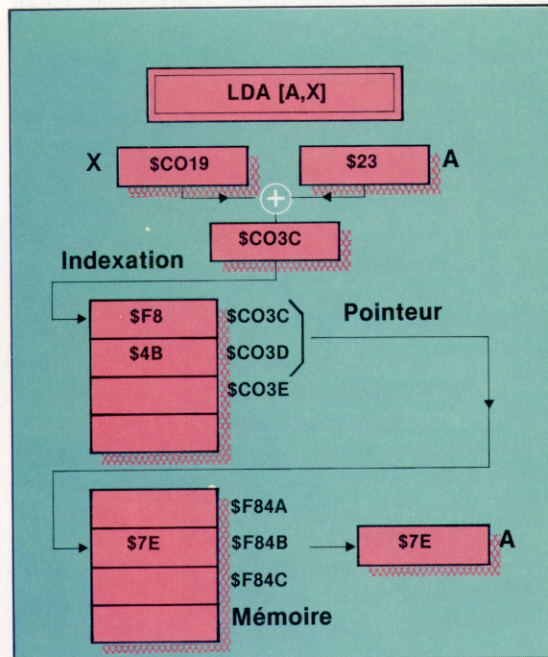 LDA [A,X]
X $CO19 $23 A
+
$CO3C
Indexation
$F8 $CO3C Pointeur
$4B $CO3D
$CO3E
$F84A
$7E $F84B $7E A
$F84C
Mémoire